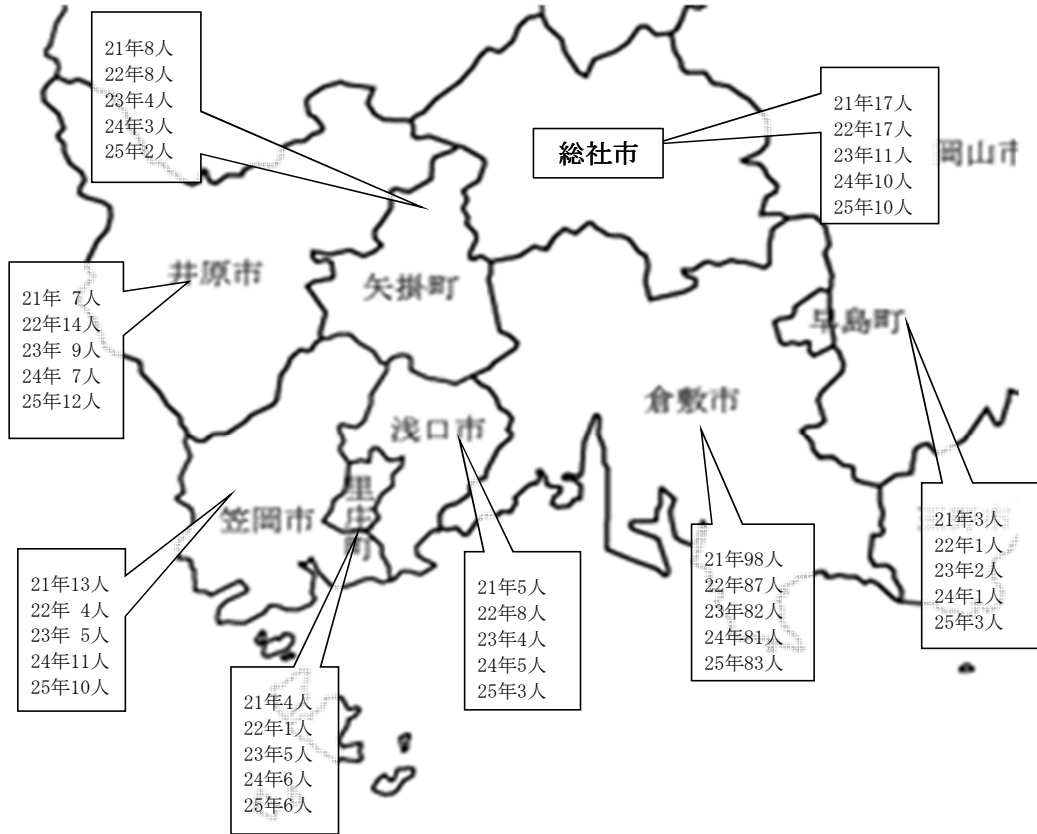 21年8人
22年8人
23年4人
24年3人
25年2人
総社市
21年17人
22年17人
23年11人
24年10人
25年10人
岡山市
井原市
矢掛町
21年 7人
22年14人
23年 9人
24年 7人
25年12人
早島町
倉敷市
浅口市
里庄町
笠岡市
21年13人
22年 4人
23年 5人
24年11人
25年10人
21年4人
22年1人
23年5人
24年6人
25年6人
21年5人
22年8人
23年4人
24年5人
25年3人
21年98人
22年87人
23年82人
24年81人
25年83人
21年3人
22年1人
23年2人
24年1人
25年3人